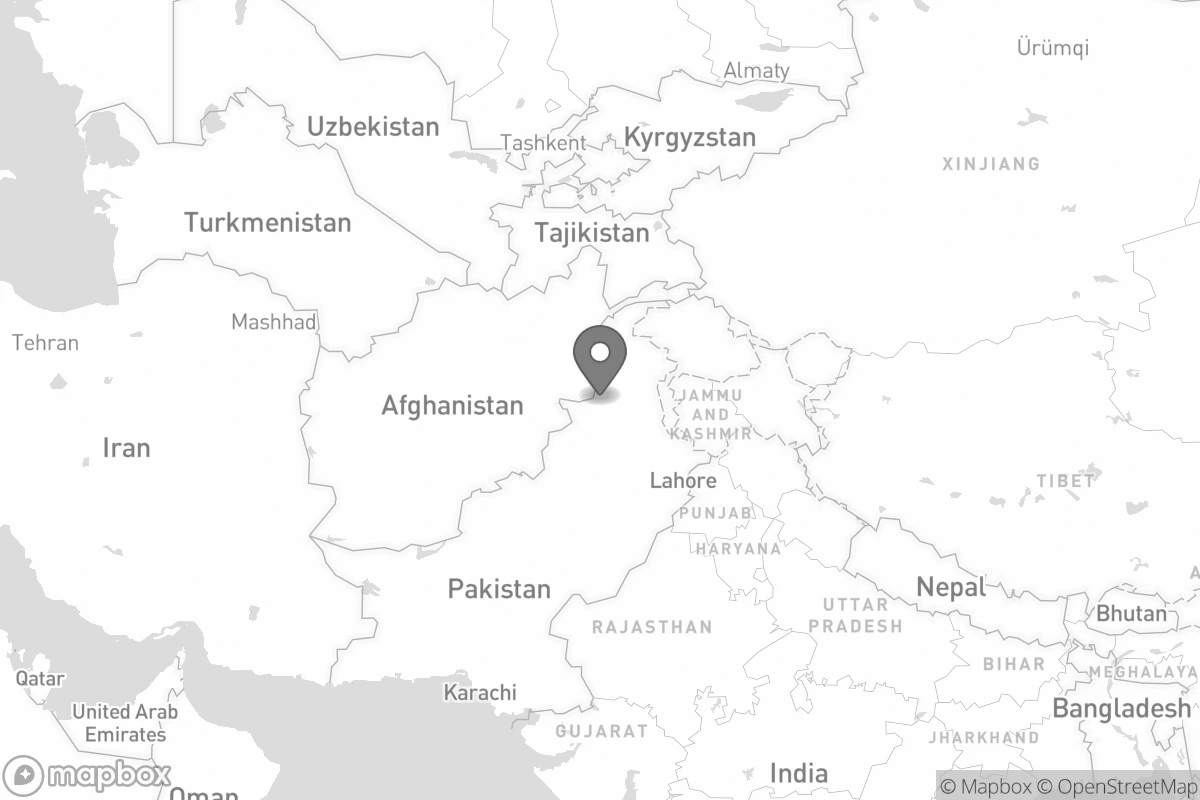 Ürümqi
Almaty
Uzbekistan
Tashkent
Kyrgyzstan
XINJIANG
Turkmenistan
Tajikistan
Mashhad
Tehran
Afghanistan
JAMMU
AND
KASHMIR
Iran
Lahore
TIBET
PUNJAB
HARYANA
Pakistan
Nepal
A
UTTAR
PRADESH
Bhutan
RAJASTHAN
BIHAR
MEGHALAYA
Qatar
Karachi
United Arab
Emirates
Bangladesh
GUJARAT
JHARKHAND
India
mapbox
Oman
© Mapbox © OpenStreetMap